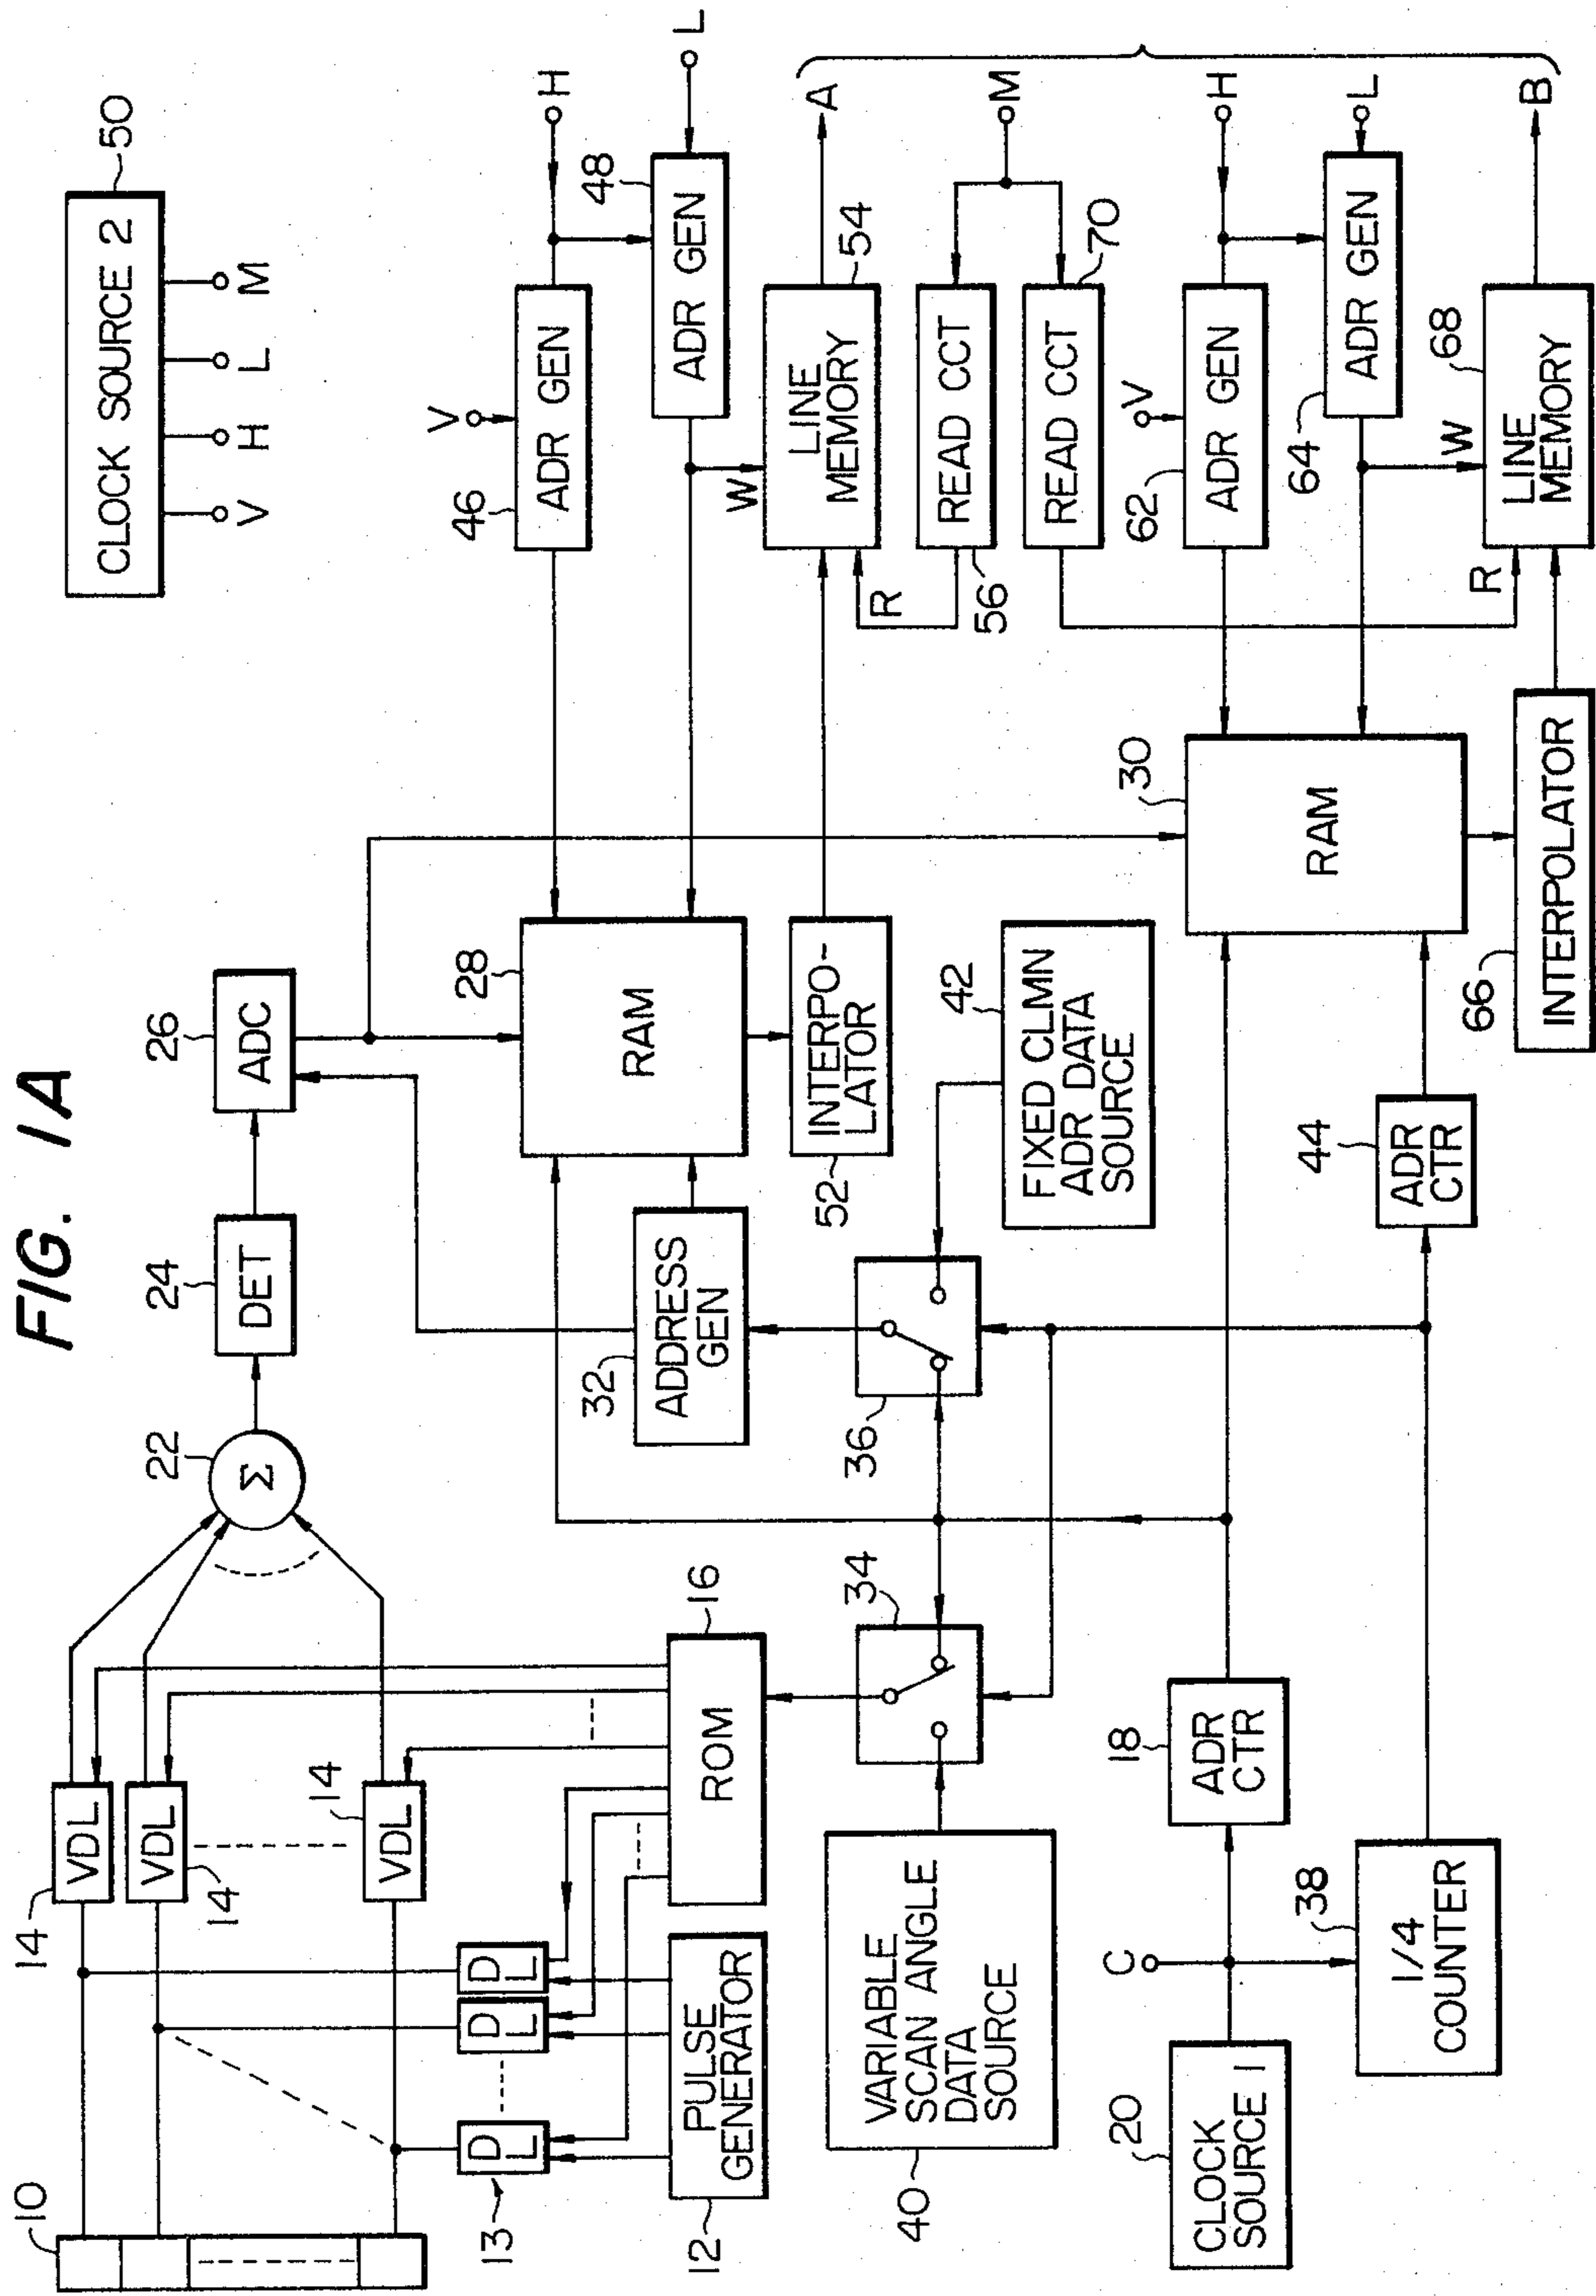 FIG. 1A
10
14
VDL
14
VDL
14
VDL
13
D
L
D
L
D
L
12
PULSE
GENERATOR
16
ROM
22
Σ
24
DET
26
ADC
28
RAM
32
ADDRESS
GEN
34
36
40
VARIABLE
SCAN ANGLE
DATA
SOURCE
42
FIXED CLMN
ADR DATA
SOURCE
52
INTERPO-
LATOR
20
CLOCK
SOURCE 1
C
18
ADR
CTR
38
1/4
COUNTER
44
ADR
CTR
30
RAM
66
INTERPOLATOR
50
CLOCK SOURCE 2
V
H
L
M
46
V
ADR GEN
H
48
ADR GEN
L
W
54
LINE
MEMORY
A
R
56
READ CCT
M
70
READ CCT
62
V
ADR GEN
H
64
ADR GEN
L
W
68
LINE
MEMORY
R
B